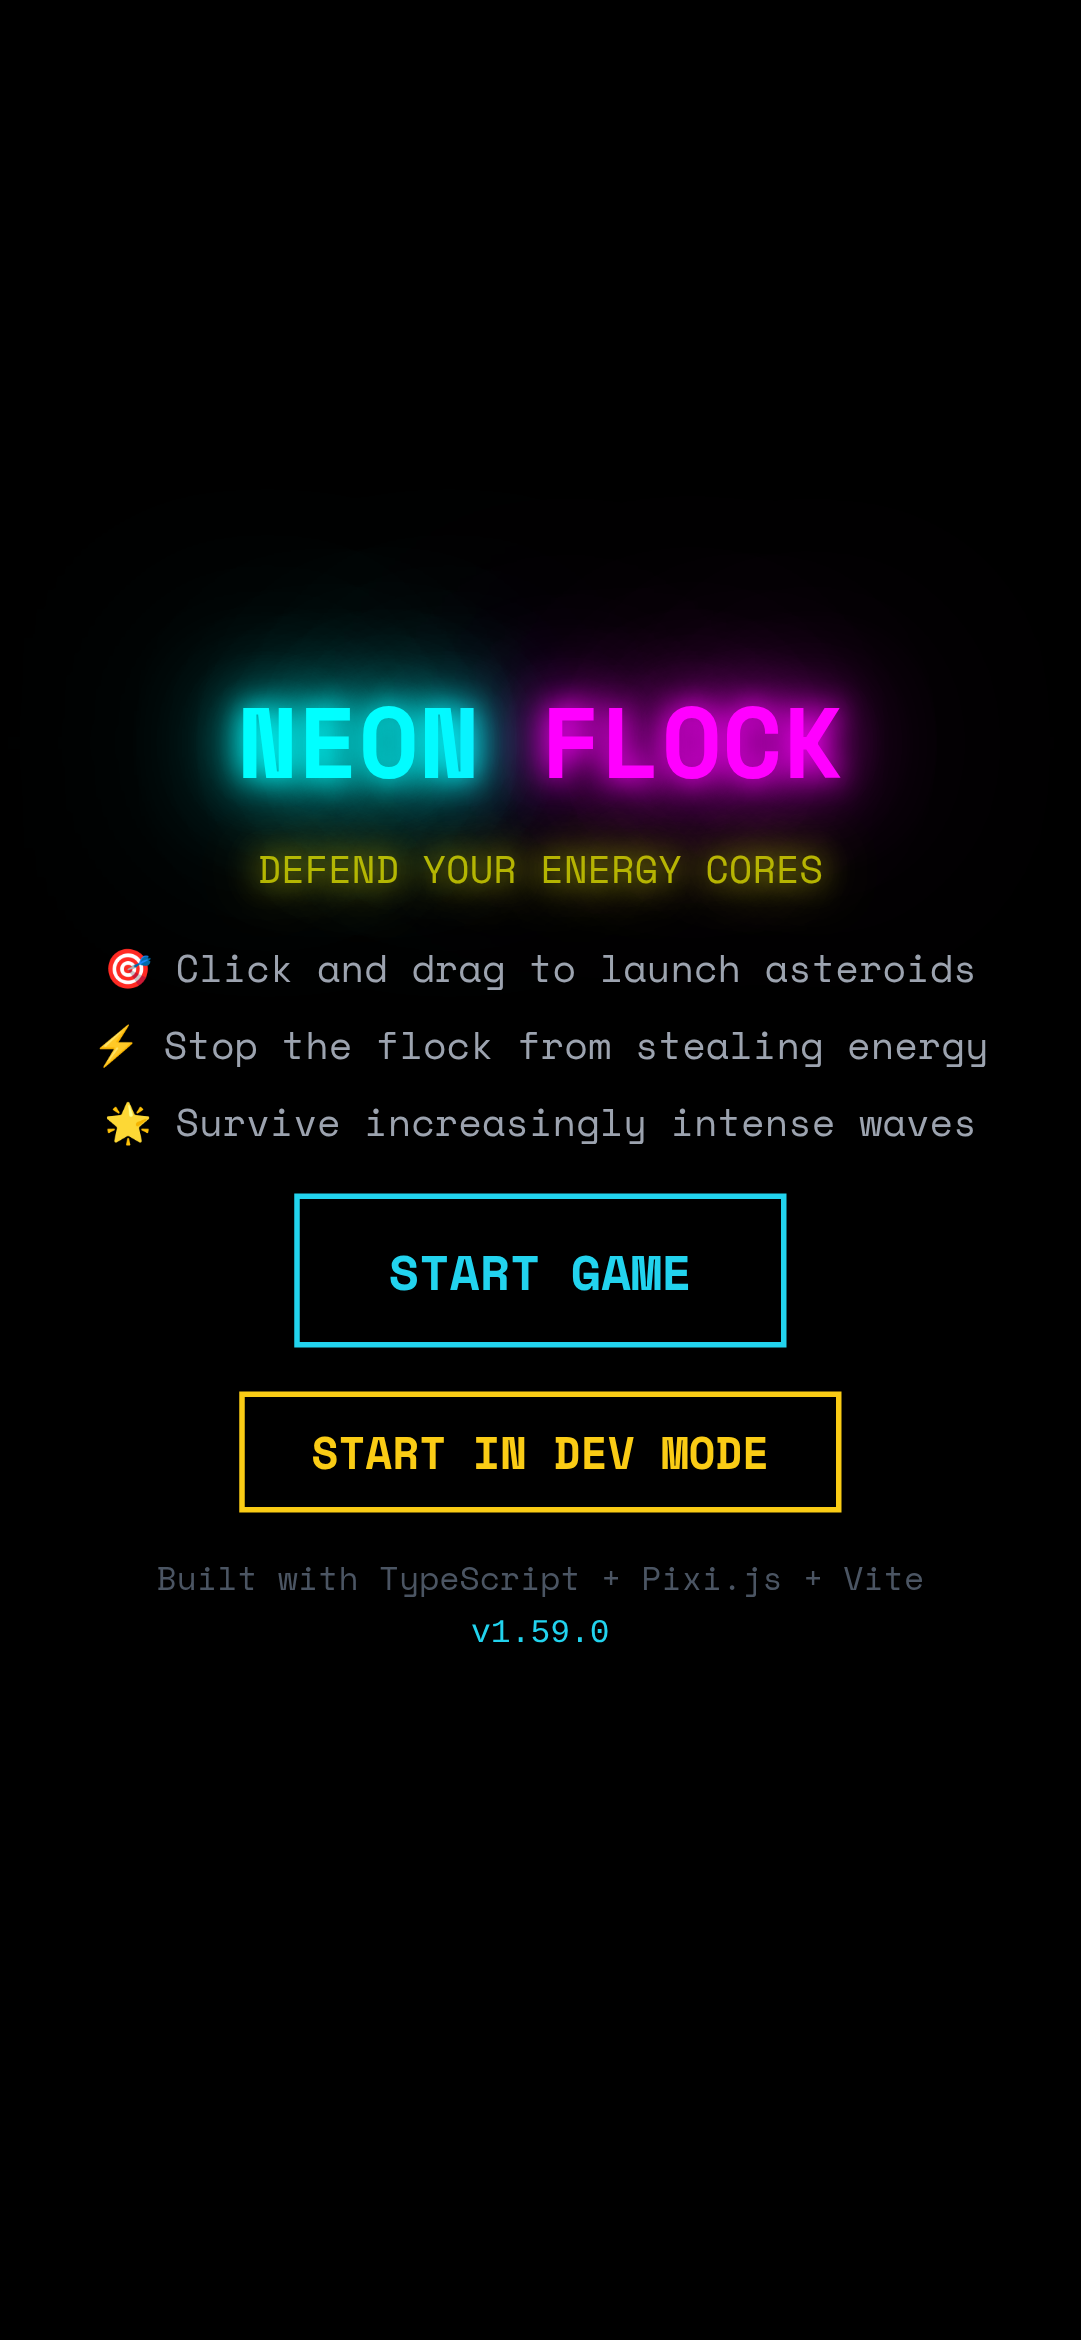 NEON FLOCK
DEFEND YOUR ENERGY CORES
🎯 Click and drag to launch asteroids
⚡ Stop the flock from stealing energy
🌟 Survive increasingly intense waves
START GAME
START IN DEV MODE
Built with TypeScript + Pixi.js + Vite
v1.59.0